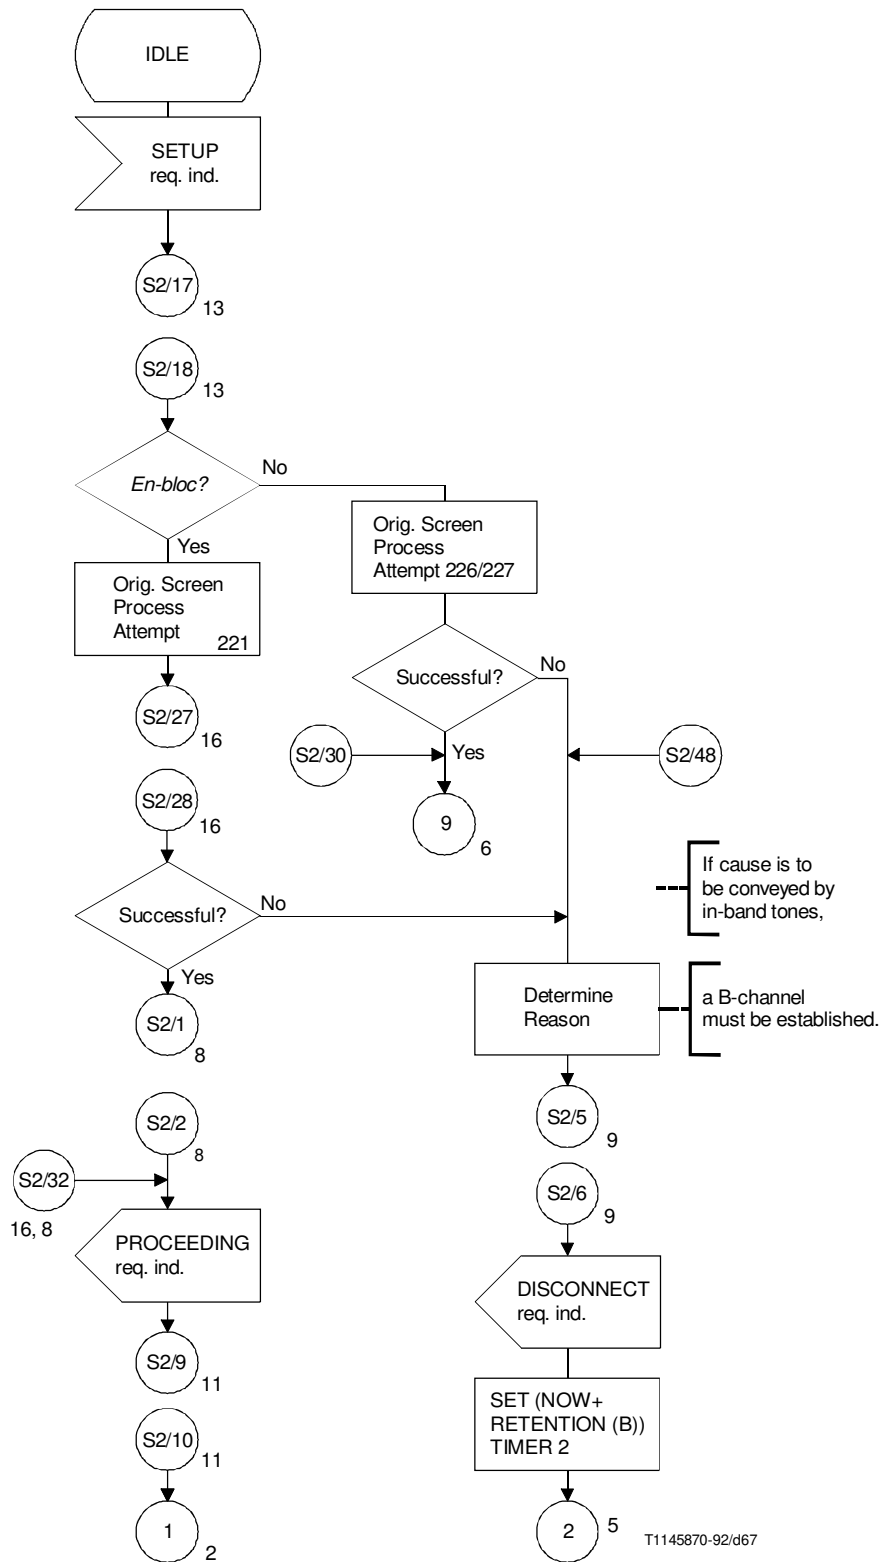 IDLE
SETUP
req. ind.
S2/17
13
S2/18
13
En-bloc?
No
Yes
Orig. Screen
Process
Attempt 226/227
Orig. Screen
Process
Attempt
221
Successful?
No
S2/27
16
S2/30
Yes
S2/48
9
6
S2/28
16
Successful?
No
Yes
If cause is to
be conveyed by
in-band tones,
Determine
Reason
a B-channel
must be established.
S2/1
8
S2/5
9
S2/2
8
S2/32
16, 8
S2/6
9
PROCEEDING
req. ind.
DISCONNECT
req. ind.
S2/9
11
SET (NOW+
RETENTION (B))
TIMER 2
S2/10
11
1
2
2
5
T1145870-92/d67